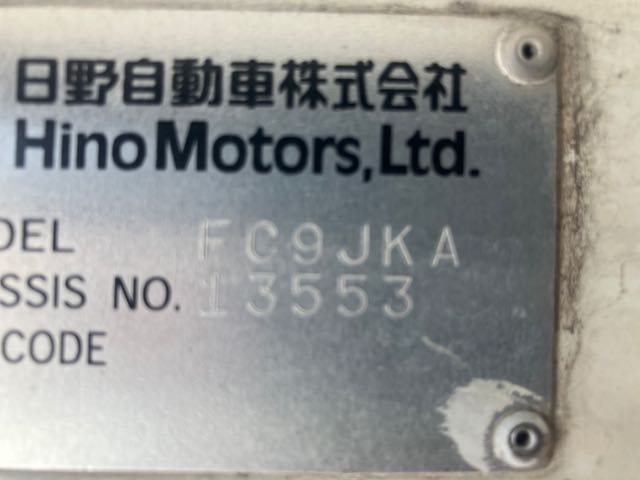 日野自動車株式会社
Hino Motors, Ltd.
DEL FC9JKA
SSIS NO. 13553
CODE